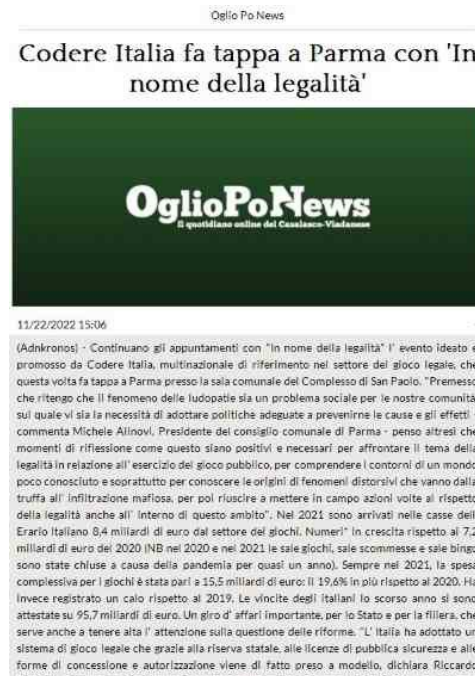 Oglio Po News
Codere Italia fa tappa a Parma con 'In
nome della legalità'
OglioPoNews
Il quotidiano online del Casalasco-Viadanese
11/22/2022 15:06
(Adnkronos) - Continuano gli appuntamenti con "In nome della legalità" l' evento ideato e
promosso da Codere Italia, multinazionale di riferimento nel settore del gioco legale, che
questa volta fa tappa a Parma presso la sala comunale del Complesso di San Paolo. "Premesso
che ritengo che il fenomeno delle ludopatie sia un problema sociale per le nostre comunità
sul quale vi sia la necessità di adottare politiche adeguate a prevenirne le cause e gli effetti -
commenta Michele Alinovi, Presidente del consiglio comunale di Parma - penso altresì che
momenti di riflessione come questo siano positivi e necessari per affrontare il tema della
legalità in relazione all' esercizio del gioco pubblico, per comprendere i contorni di un mondo
poco conosciuto e soprattutto per conoscere le origini di fenomeni distorsivi che vanno dalla
truffa all' infiltrazione mafiosa, per poi riuscire a mettere in campo azioni volte al rispetto
della legalità anche all' interno di questo ambito". Nel 2021 sono arrivati nelle casse dell'
Erario Italiano 8,4 miliardi di euro dal settore dei giochi. Numeri" in crescita rispetto ai 7,2
miliardi di euro del 2020 (NB nel 2020 e nel 2021 le sale giochi, sale scommesse e sale bingo
sono state chiuse a causa della pandemia per quasi un anno). Sempre nel 2021, la spesa
complessiva per i giochi è stata pari a 15,5 miliardi di euro: il 19,6% in più rispetto al 2020. Ha
invece registrato un calo rispetto al 2019. Le vincite degli italiani lo scorso anno si sono
attestate su 95,7 miliardi di euro. Un giro d' affari importante, per lo Stato e per la filiera, che
serve anche a tenere alta l' attenzione sulla questione delle riforme. "L' Italia ha adottato un
sistema di gioco legale che grazie alla riserva statale, alle licenze di pubblica sicurezza e alle
forme di concessione e autorizzazione viene di fatto preso a modello, dichiara Riccardo